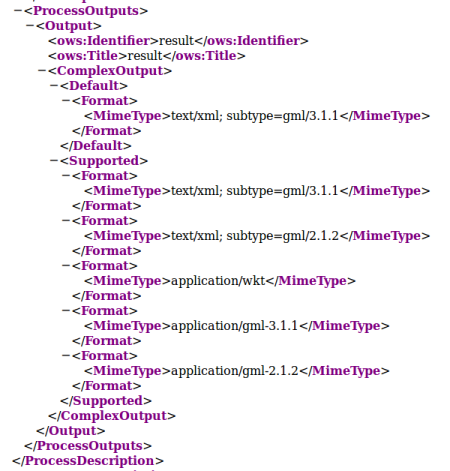 −<ProcessOutputs>
−<Output>
<ows:Identifier>result</ows:Identifier>
<ows:Title>result</ows:Title>
−<ComplexOutput>
−<Default>
−<Format>
<MimeType>text/xml; subtype=gml/3.1.1</MimeType>
</Format>
</Default>
−<Supported>
−<Format>
<MimeType>text/xml; subtype=gml/3.1.1</MimeType>
</Format>
−<Format>
<MimeType>text/xml; subtype=gml/2.1.2</MimeType>
</Format>
−<Format>
<MimeType>application/wkt</MimeType>
</Format>
−<Format>
<MimeType>application/gml-3.1.1</MimeType>
</Format>
−<Format>
<MimeType>application/gml-2.1.2</MimeType>
</Format>
</Supported>
</ComplexOutput>
</Output>
</ProcessOutputs>
</ProcessDescription>